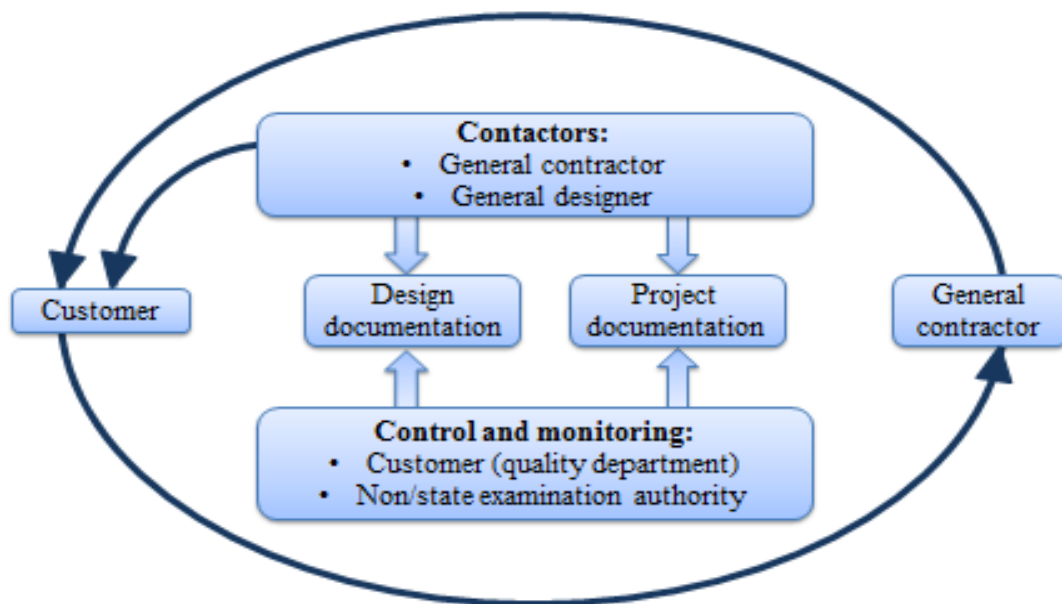 Contactors:
• General contractor
• General designer
Customer
Design
documentation
Project
documentation
General
contractor
Control and monitoring:
• Customer (quality department)
• Non/state examination authority